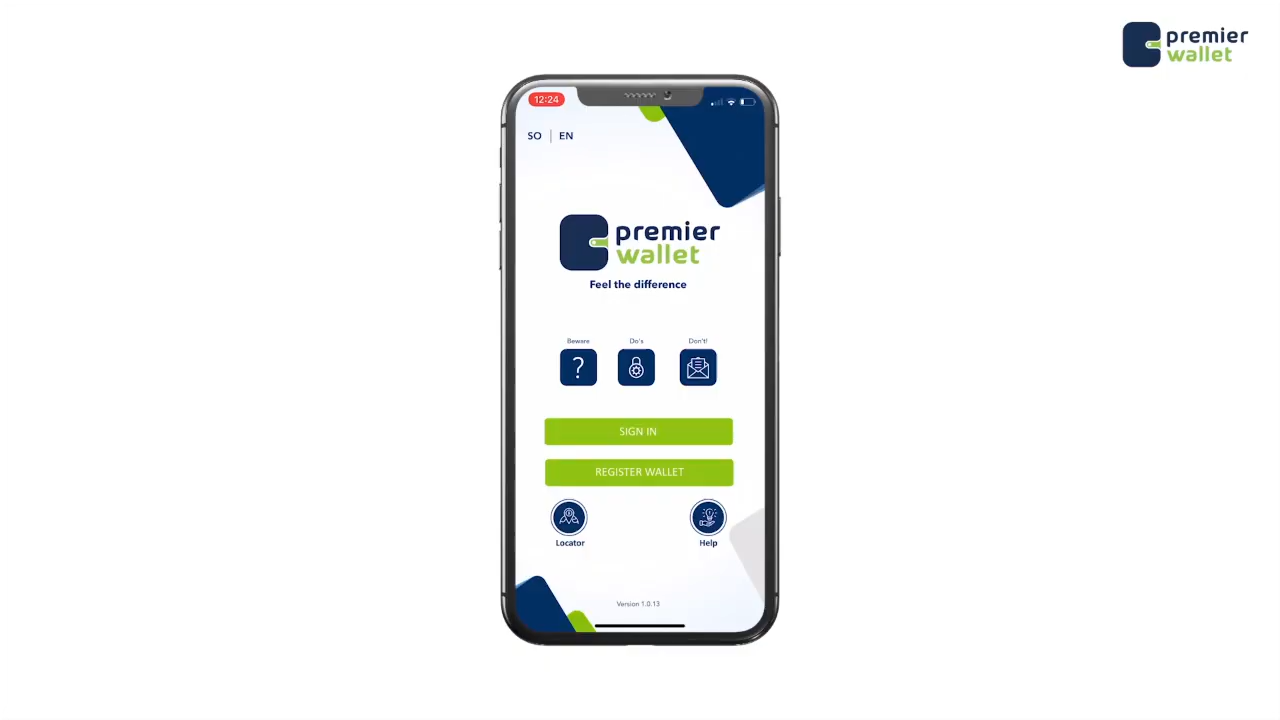 premier
wallet
12:24
SO | EN
premier
wallet
Feel the difference
Beware
Do's
Don't!
?
SIGN IN
REGISTER WALLET
Locator
Help
Version 1.0.13